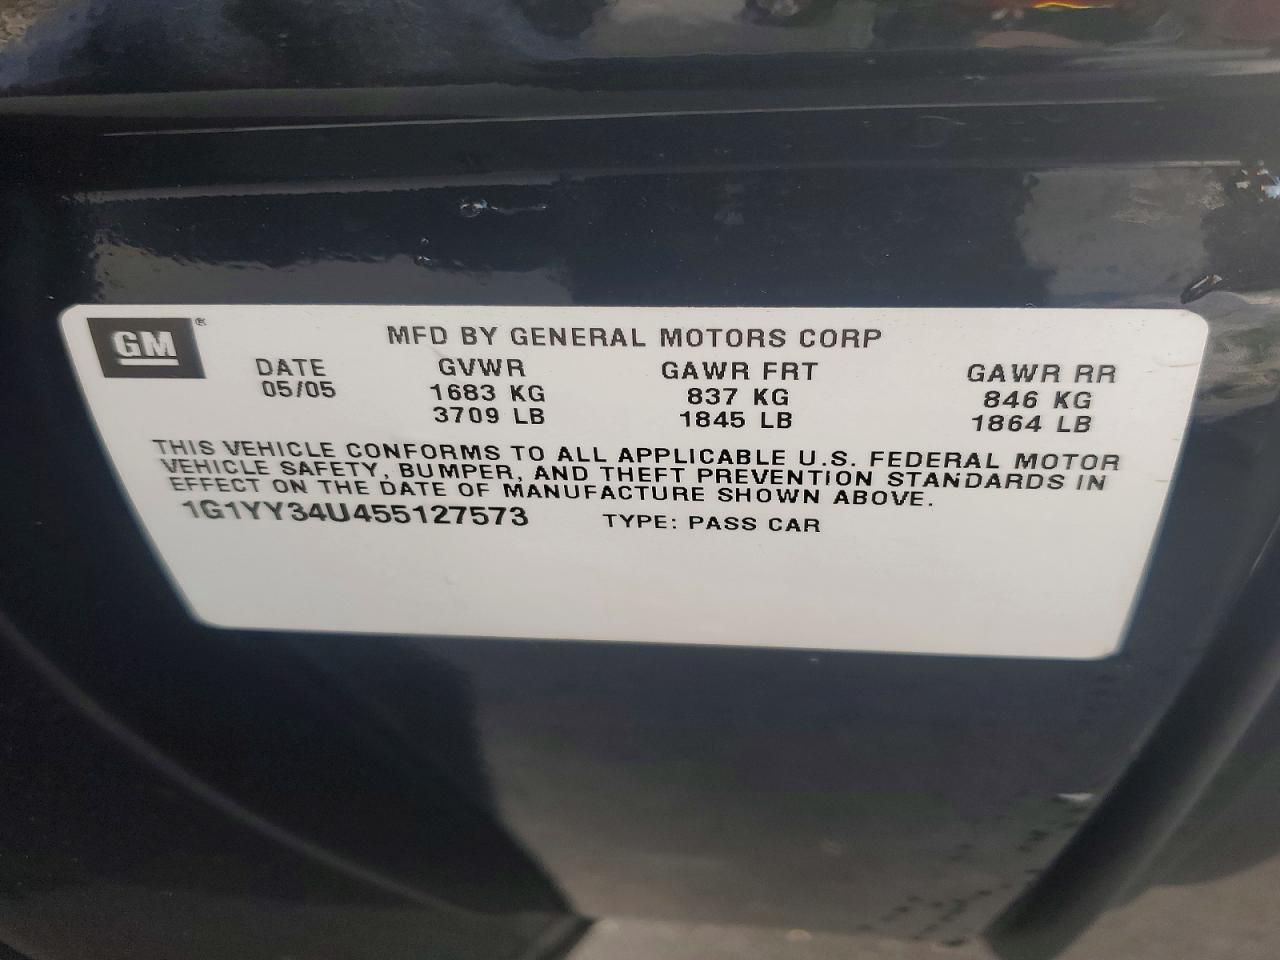 GM ®
MFD BY GENERAL MOTORS CORP
DATE GVWR GAWR FRT GAWR RR
05/05 1683 KG 837 KG 846 KG
3709 LB 1845 LB 1864 LB
THIS VEHICLE CONFORMS TO ALL APPLICABLE U.S. FEDERAL MOTOR
VEHICLE SAFETY, BUMPER, AND THEFT PREVENTION STANDARDS IN
EFFECT ON THE DATE OF MANUFACTURE SHOWN ABOVE.
1G1YY34U455127573 TYPE: PASS CAR